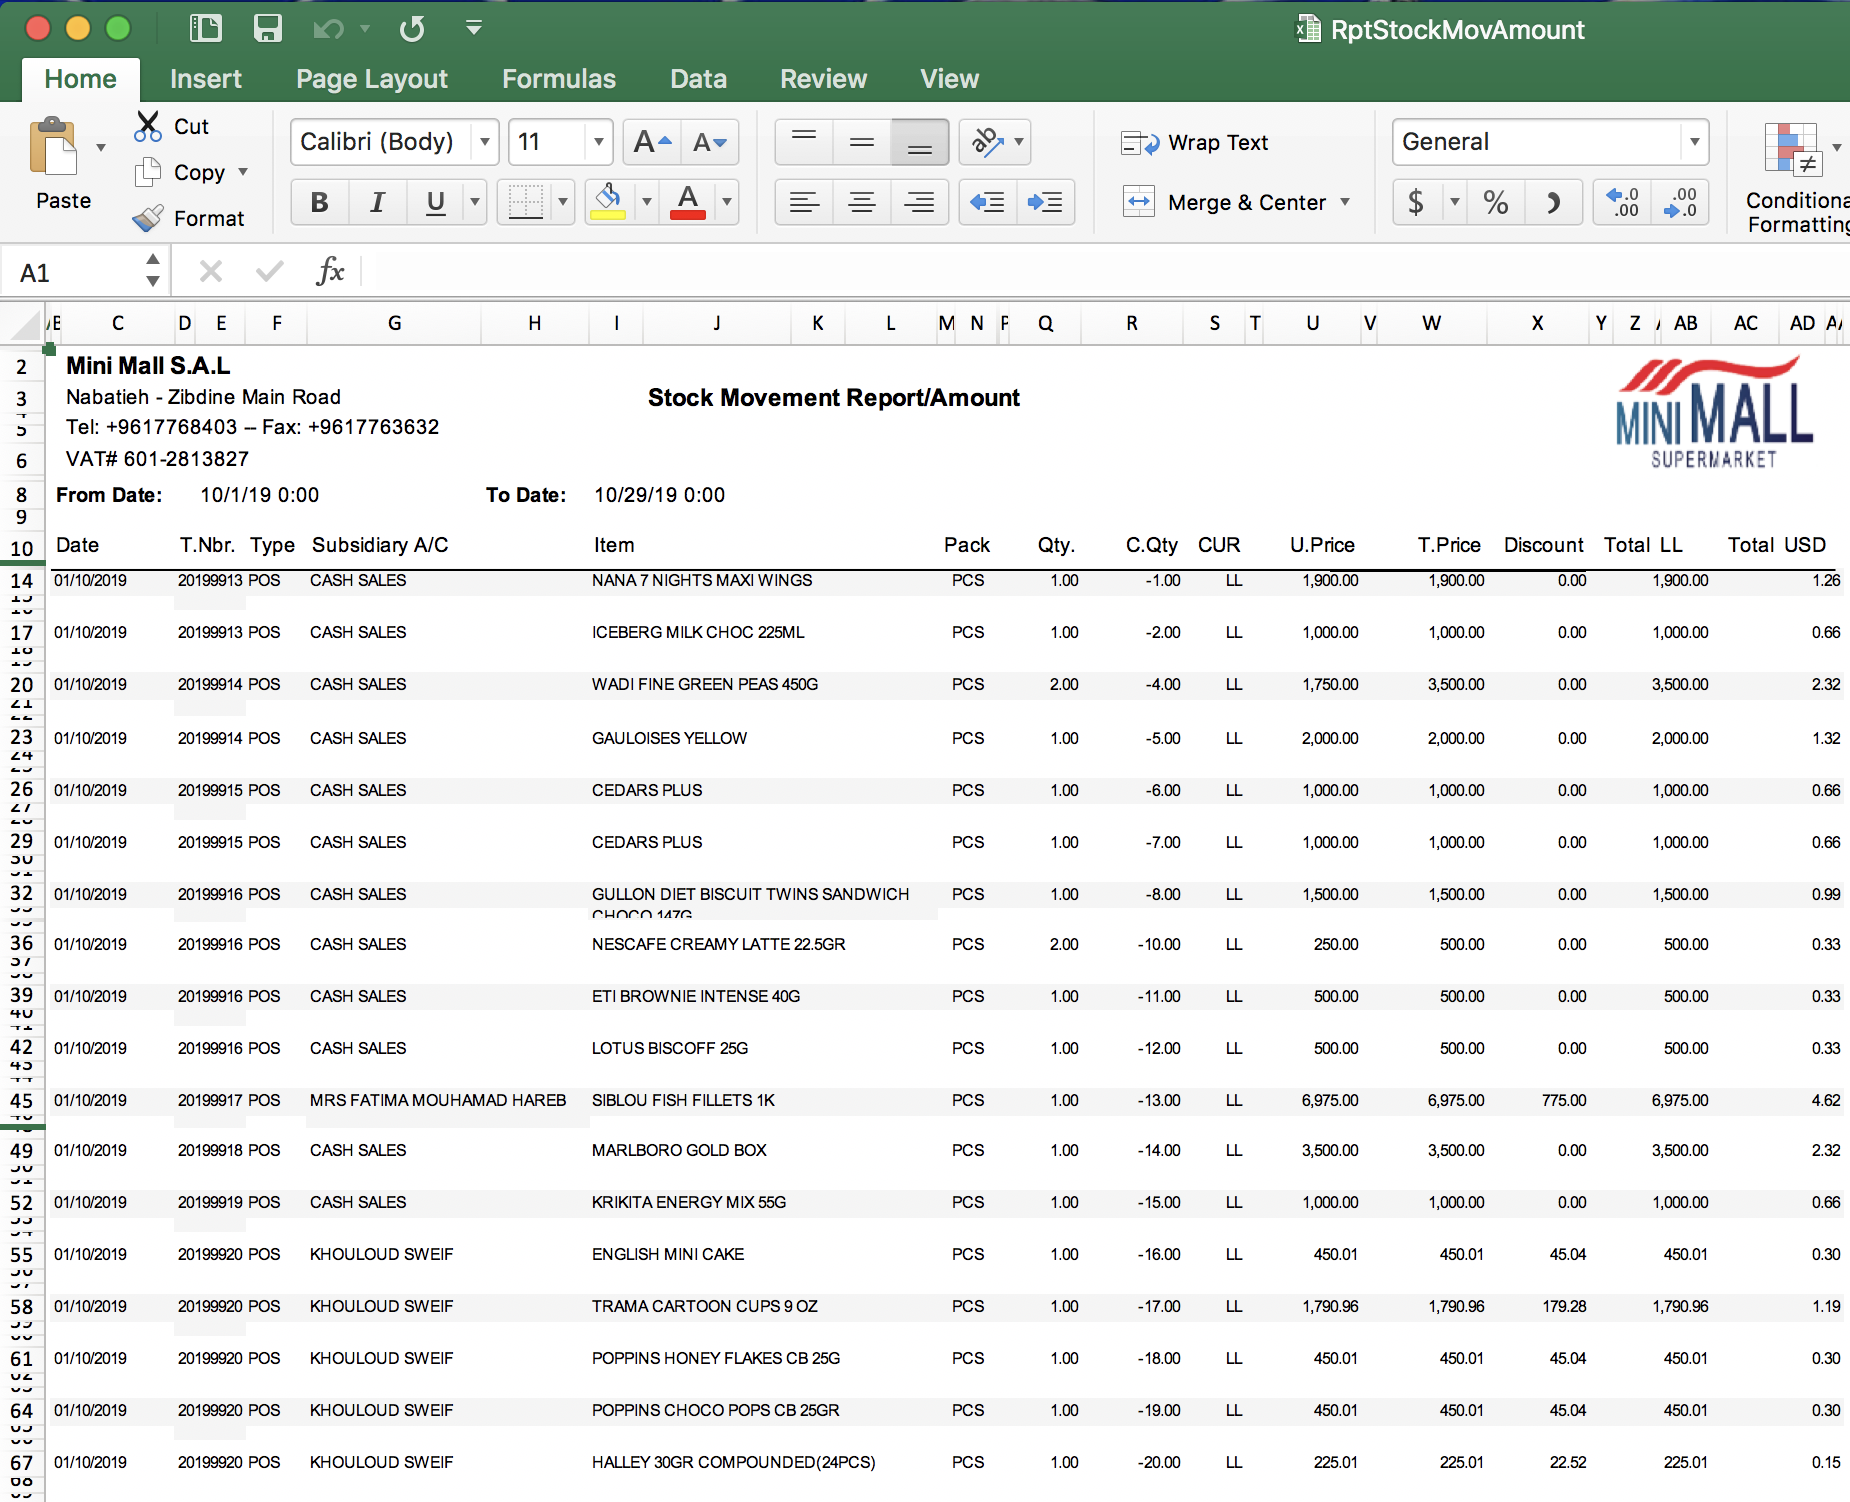 RptStockMovAmount
Home Insert Page Layout Formulas Data Review View
Paste
Cut
Copy
Format
Calibri (Body) 11
Wrap Text
Merge & Center
General
A1
C D E F G H I J K L M N P Q R S T U V W X Y Z AB AC AD
Mini Mall S.A.L
MINI MALL
SUPERMARKET
Nabatieh - Zibdine Main Road
Stock Movement Report/Amount
Tel: +9617768403 -- Fax: +9617763632
VAT# 601-2813827
From Date: 10/1/19 0:00 To Date: 10/29/19 0:00
Date T.Nbr. Type Subsidiary A/C Item Pack Qty. C.Qty CUR U.Price T.Price Discount Total LL Total USD
14 01/10/2019 20199913 POS CASH SALES NANA 7 NIGHTS MAXI WINGS PCS 1.00 -1.00 LL 1,900.00 1,900.00 0.00 1,900.00 1.26
17 01/10/2019 20199913 POS CASH SALES ICEBERG MILK CHOC 225ML PCS 1.00 -2.00 LL 1,000.00 1,000.00 0.00 1,000.00 0.66
20 01/10/2019 20199914 POS CASH SALES WADI FINE GREEN PEAS 450G PCS 2.00 -4.00 LL 1,750.00 3,500.00 0.00 3,500.00 2.32
23 01/10/2019 20199914 POS CASH SALES GAULOISES YELLOW PCS 1.00 -5.00 LL 2,000.00 2,000.00 0.00 2,000.00 1.32
26 01/10/2019 20199915 POS CASH SALES CEDARS PLUS PCS 1.00 -6.00 LL 1,000.00 1,000.00 0.00 1,000.00 0.66
29 01/10/2019 20199915 POS CASH SALES CEDARS PLUS PCS 1.00 -7.00 LL 1,000.00 1,000.00 0.00 1,000.00 0.66
32 01/10/2019 20199916 POS CASH SALES GULLON DIET BISCUIT TWINS SANDWICH PCS 1.00 -8.00 LL 1,500.00 1,500.00 0.00 1,500.00 0.99
CHOCO 147G
36 01/10/2019 20199916 POS CASH SALES NESCAFE CREAMY LATTE 22.5GR PCS 2.00 -10.00 LL 250.00 500.00 0.00 500.00 0.33
39 01/10/2019 20199916 POS CASH SALES ETI BROWNIE INTENSE 40G PCS 1.00 -11.00 LL 500.00 500.00 0.00 500.00 0.33
42 01/10/2019 20199916 POS CASH SALES LOTUS BISCOFF 25G PCS 1.00 -12.00 LL 500.00 500.00 0.00 500.00 0.33
45 01/10/2019 20199917 POS MRS FATIMA MOUHAMAD HAREB SIBLOU FISH FILLETS 1K PCS 1.00 -13.00 LL 6,975.00 6,975.00 775.00 6,975.00 4.62
49 01/10/2019 20199918 POS CASH SALES MARLBORO GOLD BOX PCS 1.00 -14.00 LL 3,500.00 3,500.00 0.00 3,500.00 2.32
52 01/10/2019 20199919 POS CASH SALES KRIKITA ENERGY MIX 55G PCS 1.00 -15.00 LL 1,000.00 1,000.00 0.00 1,000.00 0.66
55 01/10/2019 20199920 POS KHOULOUD SWEIF ENGLISH MINI CAKE PCS 1.00 -16.00 LL 450.01 450.01 45.04 450.01 0.30
58 01/10/2019 20199920 POS KHOULOUD SWEIF TRAMA CARTOON CUPS 9 OZ PCS 1.00 -17.00 LL 1,790.96 1,790.96 179.28 1,790.96 1.19
61 01/10/2019 20199920 POS KHOULOUD SWEIF POPPINS HONEY FLAKES CB 25G PCS 1.00 -18.00 LL 450.01 450.01 45.04 450.01 0.30
64 01/10/2019 20199920 POS KHOULOUD SWEIF POPPINS CHOCO POPS CB 25GR PCS 1.00 -19.00 LL 450.01 450.01 45.04 450.01 0.30
67 01/10/2019 20199920 POS KHOULOUD SWEIF HALLEY 30GR COMPOUNDED(24PCS) PCS 1.00 -20.00 LL 225.01 225.01 22.52 225.01 0.15